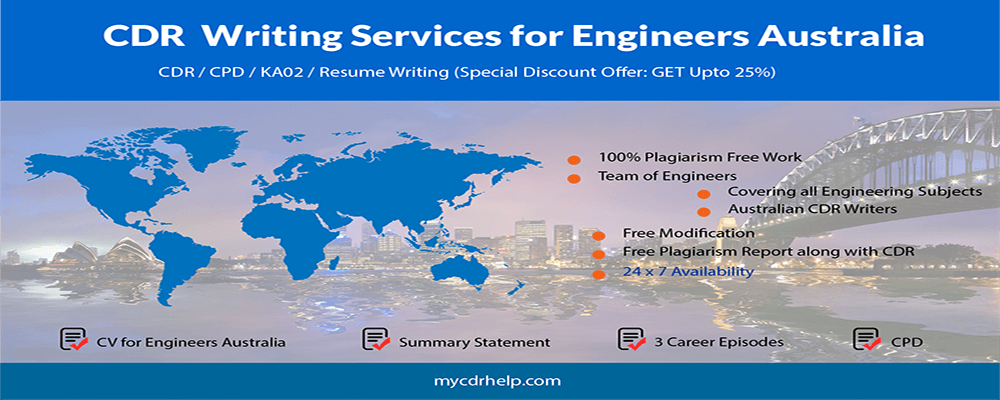 CDR Writing Services for Engineers Australia
CDR / CPD / KA02 / Resume Writing (Special Discount Offer: GET Upto 25%)
100% Plagiarism Free Work
Team of Engineers
Covering all Engineering Subjects
Australian CDR Writers
Free Modification
Free Plagiarism Report along with CDR
24 x 7 Availability
CV for Engineers Australia
Summary Statement
3 Career Episodes
CPD
mycdrhelp.com